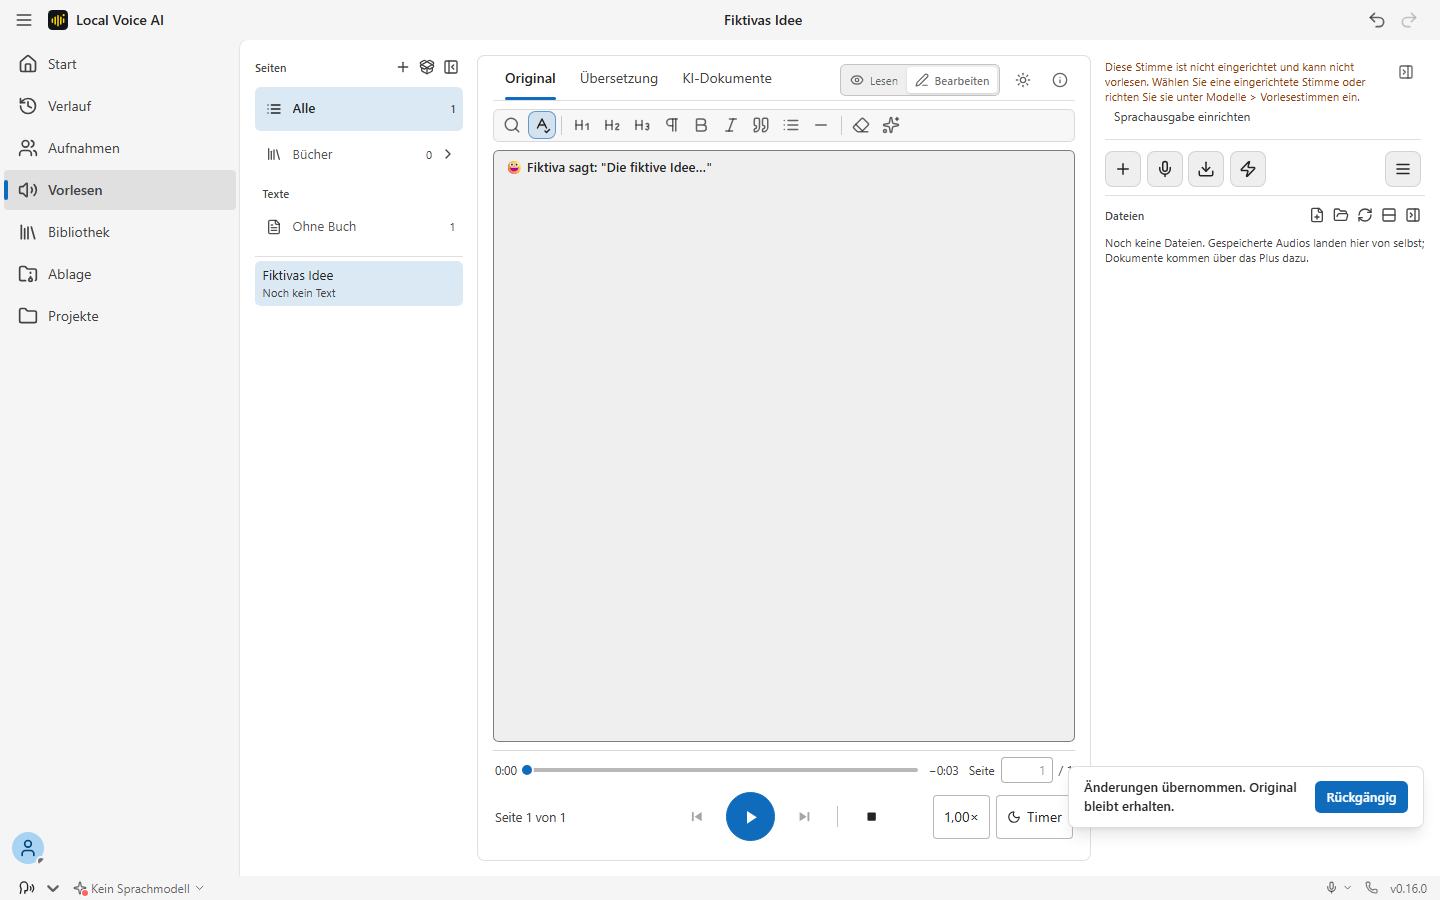 Local Voice AI
Fiktivas Idee
Start
Verlauf
Aufnahmen
Vorlesen
Bibliothek
Ablage
Projekte
Seiten
Alle 1
Bücher 0
Texte
Ohne Buch 1
Fiktivas Idee
Noch kein Text
Original Übersetzung KI-Dokumente Lesen Bearbeiten
H1 H2 H3 B I
😀 Fiktiva sagt: "Die fiktive Idee..."
0:00 −0:03 Seite 1 / 1
Seite 1 von 1 1,00× Timer
Diese Stimme ist nicht eingerichtet und kann nicht
vorlesen. Wählen Sie eine eingerichtete Stimme oder
richten Sie sie unter Modelle > Vorlesestimmen ein.
Sprachausgabe einrichten
Dateien
Noch keine Dateien. Gespeicherte Audios landen hier von selbst;
Dokumente kommen über das Plus dazu.
Änderungen übernommen. Original
bleibt erhalten.
Rückgängig
Kein Sprachmodell
v0.16.0